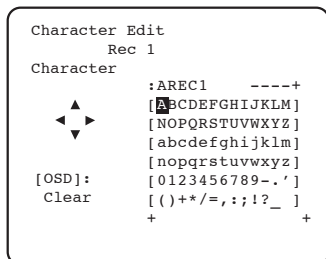 Character Edit
Rec 1
Character
:AREC1 ----+
[ABCDEFGHIJKLM]
[NOPQRSTUVWXYZ]
[abcdefghijklm]
[nopqrstuvwxyz]
[OSD]: [0123456789-.']
Clear [()+*/=,:;!?_ ]
+ +